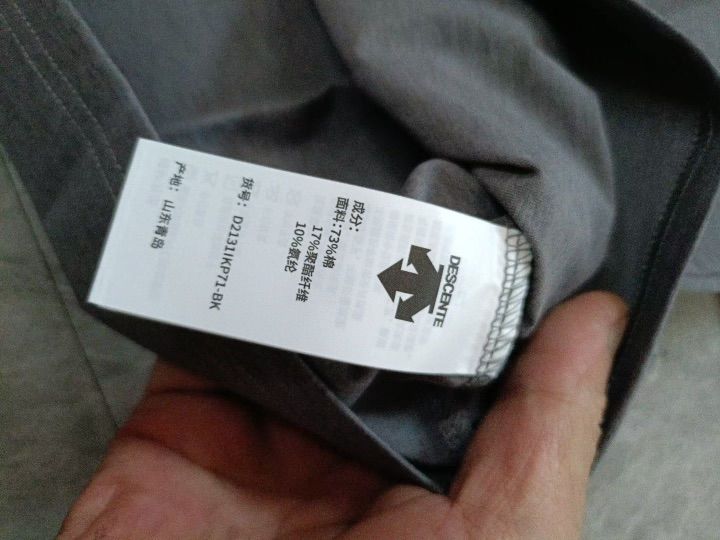 DESCENTE
成分：
面料：73%棉
17%聚酯纤维
10%氨纶
货号：D2131IKP71-BK
产地：山东青岛